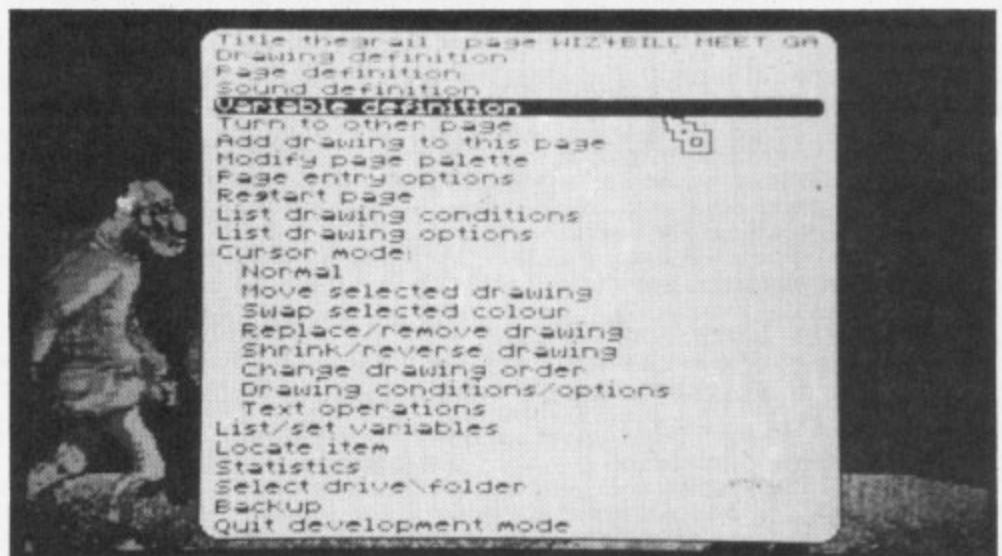 Title thegrail page WIZ+BILL MEET GA
Drawing definition
Page definition
Sound definition
Variable definition
Turn to other page
Add drawing to this page
Modify page palette
Page entry options
Restart page
List drawing conditions
List drawing options
Cursor mode:
Normal
Move selected drawing
Swap selected colour
Replace/remove drawing
Shrink/reverse drawing
Change drawing order
Drawing conditions/options
Text operations
List/set variables
Locate item
Statistics
Select drive\folder
Backup
Quit development mode